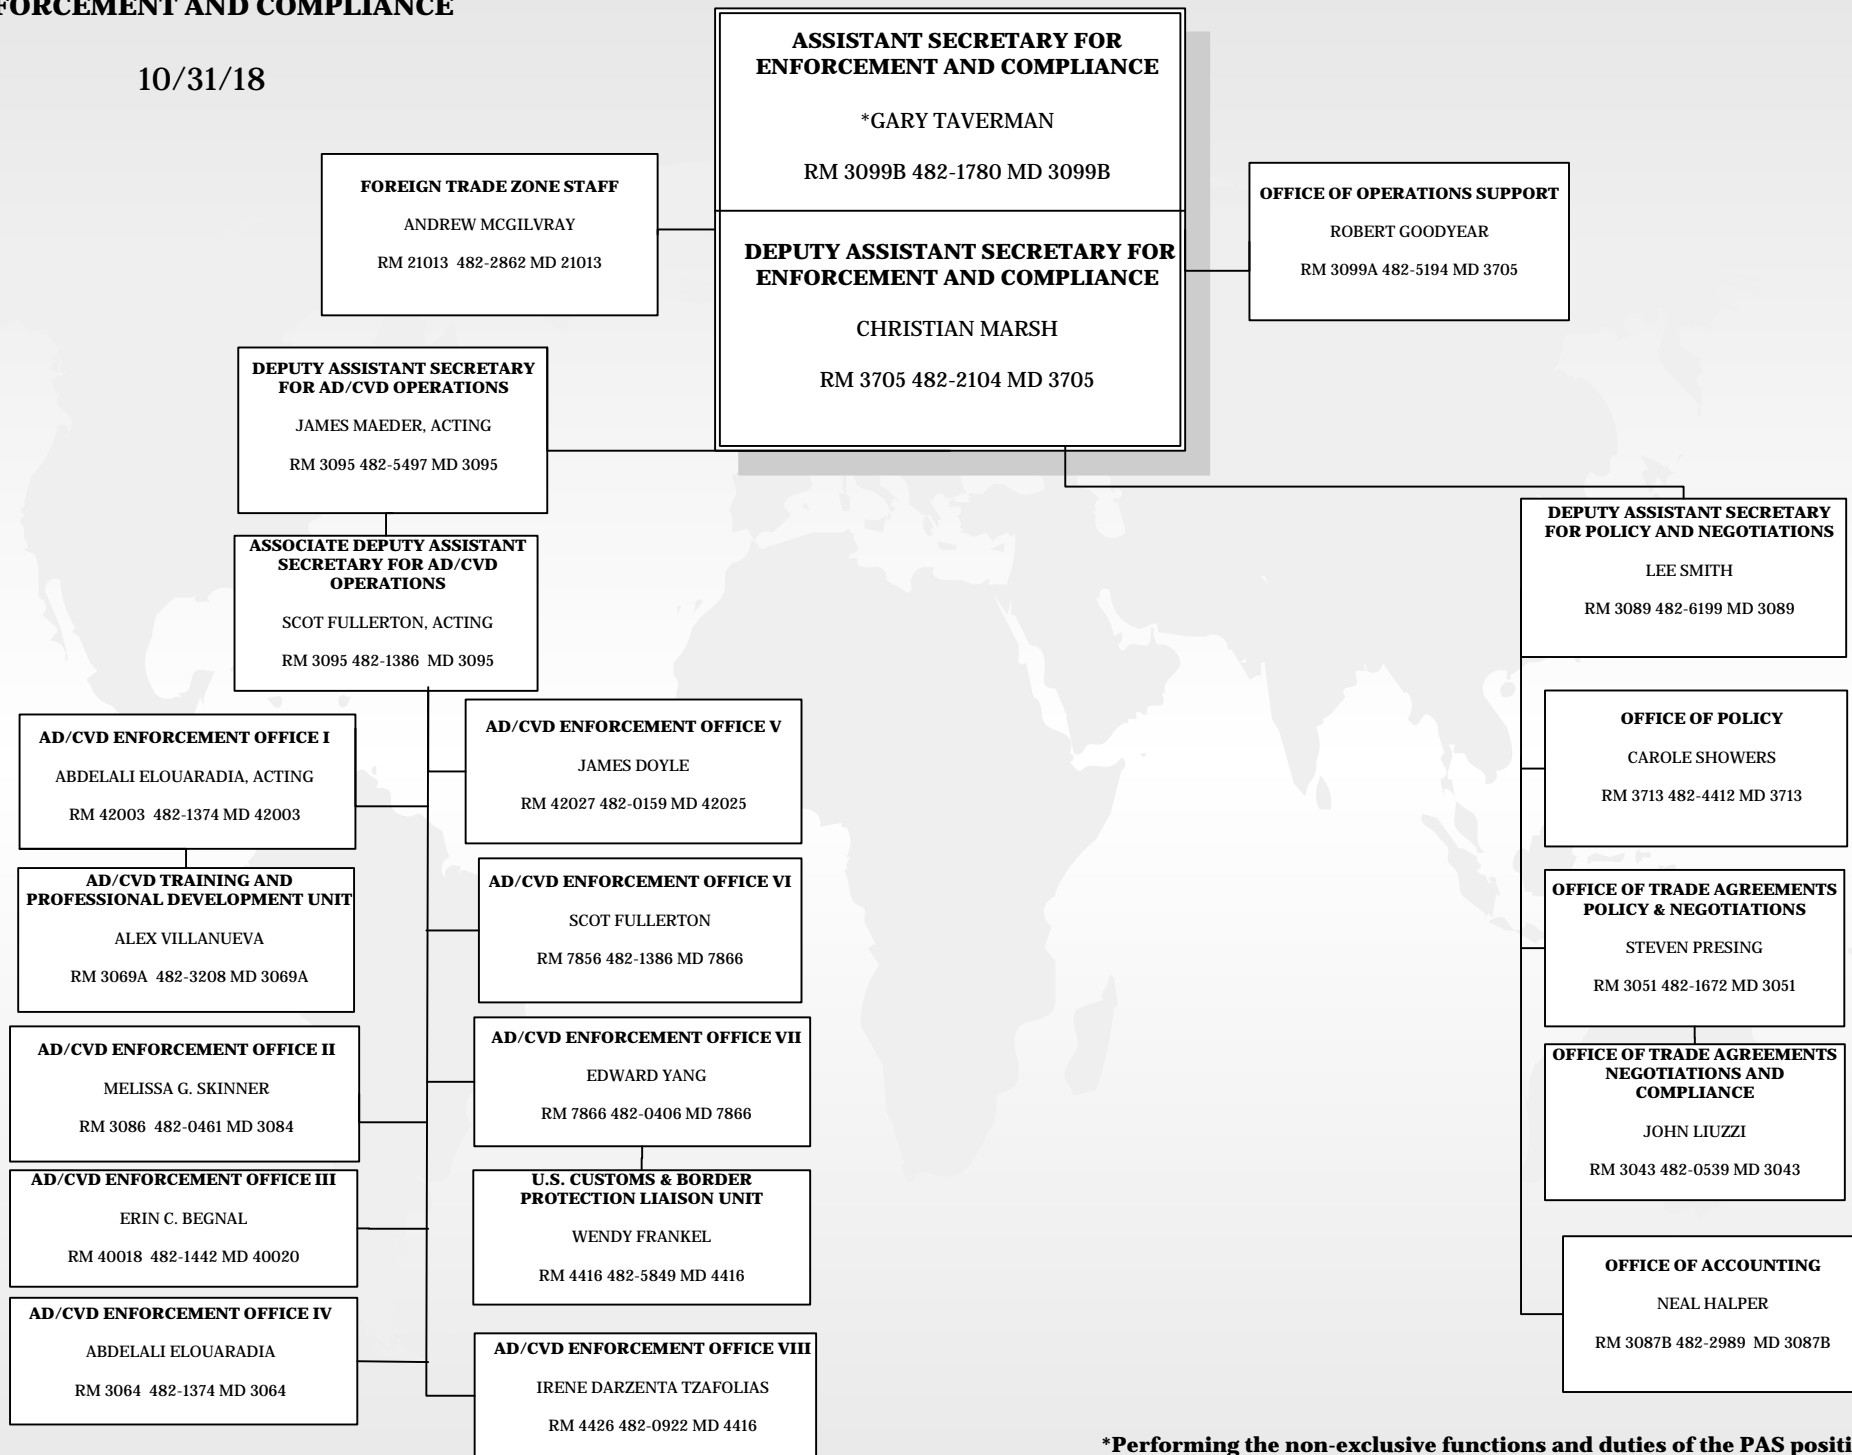 AND COMPLIANCE
10/31/18
ASSISTANT SECRETARY FOR
ENFORCEMENT AND COMPLIANCE
*GARY TAVERMAN
RM 3099B 482-1780 MD 3099B
DEPUTY ASSISTANT SECRETARY FOR
ENFORCEMENT AND COMPLIANCE
CHRISTIAN MARSH
RM 3705 482-2104 MD 3705
FOREIGN TRADE ZONE STAFF
ANDREW MCGILVRAY
RM 21013 482-2862 MD 21013
OFFICE OF OPERATIONS SUPPORT
ROBERT GOODYEAR
RM 3099A 482-5194 MD 3705
DEPUTY ASSISTANT SECRETARY
FOR AD/CVD OPERATIONS
JAMES MAEDER, ACTING
RM 3095 482-5497 MD 3095
ASSOCIATE DEPUTY ASSISTANT
SECRETARY FOR AD/CVD
OPERATIONS
SCOT FULLERTON, ACTING
RM 3095 482-1386 MD 3095
AD/CVD ENFORCEMENT OFFICE I
ABDELALI ELOUARADIA, ACTING
RM 42003 482-1374 MD 42003
AD/CVD TRAINING AND
PROFESSIONAL DEVELOPMENT UNIT
ALEX VILLANUEVA
RM 3069A 482-3208 MD 3069A
AD/CVD ENFORCEMENT OFFICE II
MELISSA G. SKINNER
RM 3086 482-0461 MD 3084
AD/CVD ENFORCEMENT OFFICE III
ERIN C. BEGNAL
RM 40018 482-1442 MD 40020
AD/CVD ENFORCEMENT OFFICE IV
ABDELALI ELOUARADIA
RM 3064 482-1374 MD 3064
AD/CVD ENFORCEMENT OFFICE V
JAMES DOYLE
RM 42027 482-0159 MD 42025
AD/CVD ENFORCEMENT OFFICE VI
SCOT FULLERTON
RM 7856 482-1386 MD 7866
AD/CVD ENFORCEMENT OFFICE VII
EDWARD YANG
RM 7866 482-0406 MD 7866
U.S. CUSTOMS & BORDER
PROTECTION LIAISON UNIT
WENDY FRANKEL
RM 4416 482-5849 MD 4416
AD/CVD ENFORCEMENT OFFICE VIII
IRENE DARZENTA TZAFOLIAS
RM 4426 482-0922 MD 4416
DEPUTY ASSISTANT SECRETARY
FOR POLICY AND NEGOTIATIONS
LEE SMITH
RM 3089 482-6199 MD 3089
OFFICE OF POLICY
CAROLE SHOWERS
RM 3713 482-4412 MD 3713
OFFICE OF TRADE AGREEMENTS
POLICY & NEGOTIATIONS
STEVEN PRESING
RM 3051 482-1672 MD 3051
OFFICE OF TRADE AGREEMENTS
NEGOTIATIONS AND
COMPLIANCE
JOHN LIUZZI
RM 3043 482-0539 MD 3043
OFFICE OF ACCOUNTING
NEAL HALPER
RM 3087B 482-2989 MD 3087B
*Performing the non-exclusive functions and duties of the PAS